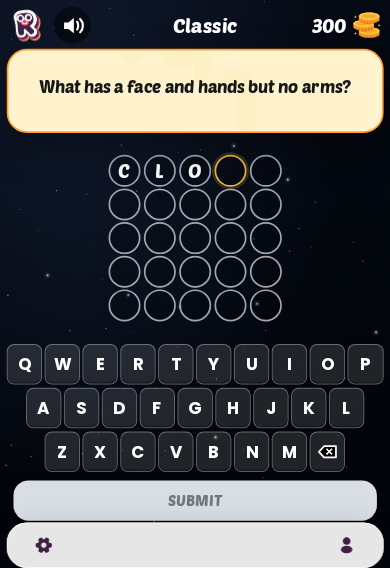 Classic
300
What has a face and hands but no arms?
C L O
Q W E R T Y U I O P
A S D F G H J K L
Z X C V B N M
SUBMIT